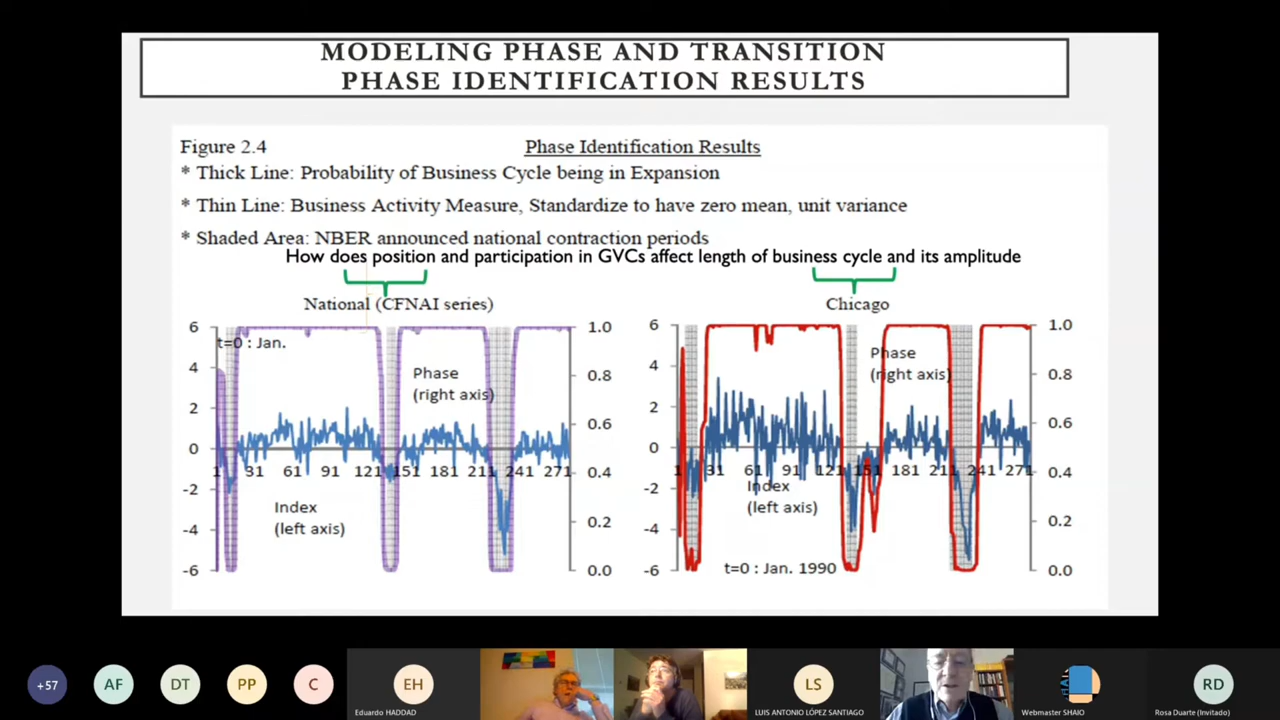 MODELING PHASE AND TRANSITION
PHASE IDENTIFICATION RESULTS
Figure 2.4
Phase Identification Results
* Thick Line: Probability of Business Cycle being in Expansion
* Thin Line: Business Activity Measure, Standardize to have zero mean, unit variance
* Shaded Area: NBER announced national contraction periods
How does position and participation in GVCs affect length of business cycle and its amplitude
National (CFNAI series)
6
4
2
0
-2
-4
-6
t=0 : Jan.
Phase
(right axis)
1 31 61 91 121 151 181 211 241 271
Index
(left axis)
1.0
0.8
0.6
0.4
0.2
0.0
Chicago
6
4
2
0
-2
-4
-6
Phase
(right axis)
1 31 61 91 121 151 181 211 241 271
Index
(left axis)
t=0 : Jan. 1990
1.0
0.8
0.6
0.4
0.2
0.0
+57
AF
DT
PP
C
EH
Eduardo HADDAD
LS
LUIS ANTONIO LÓPEZ SANTIAGO
Webmaster SHAIO
RD
Rosa Duarte (Invitado)